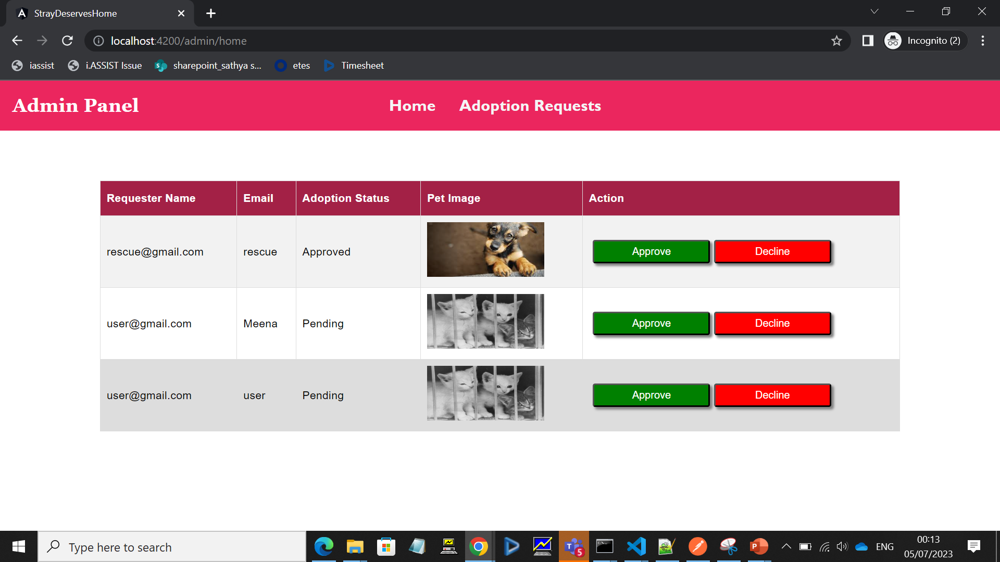 StrayDeservesHome
localhost:4200/admin/home
Incognito (2)
iassist i.ASSIST Issue sharepoint_sathya s... etes Timesheet
Admin Panel Home Adoption Requests
Requester Name Email Adoption Status Pet Image Action
rescue@gmail.com rescue Approved Approve Decline
user@gmail.com Meena Pending Approve Decline
user@gmail.com user Pending Approve Decline
Type here to search
5
ENG
00:13
05/07/2023